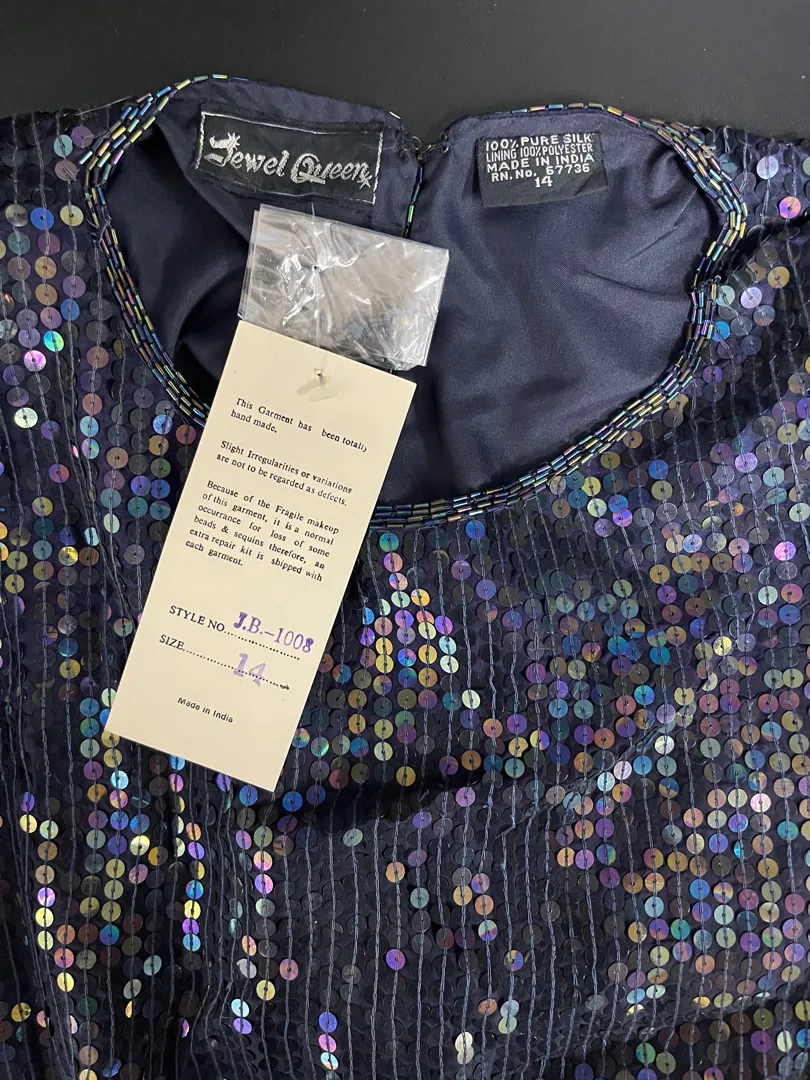 Jewel Queen
100% PURE SILK
LINING 100% POLYESTER
MADE IN INDIA
RN. No. 67736
14
This Garment has been totally
hand made.
Slight Irregularities or variations
are not to be regarded as defects.
Because of the Fragile makeup
of this garment, it is a normal
occurrance for loss of some
beads & sequins therefore, an
extra repair kit is shipped with
each garment.
STYLE NO. J.B.-1008
SIZE 14
Made in India